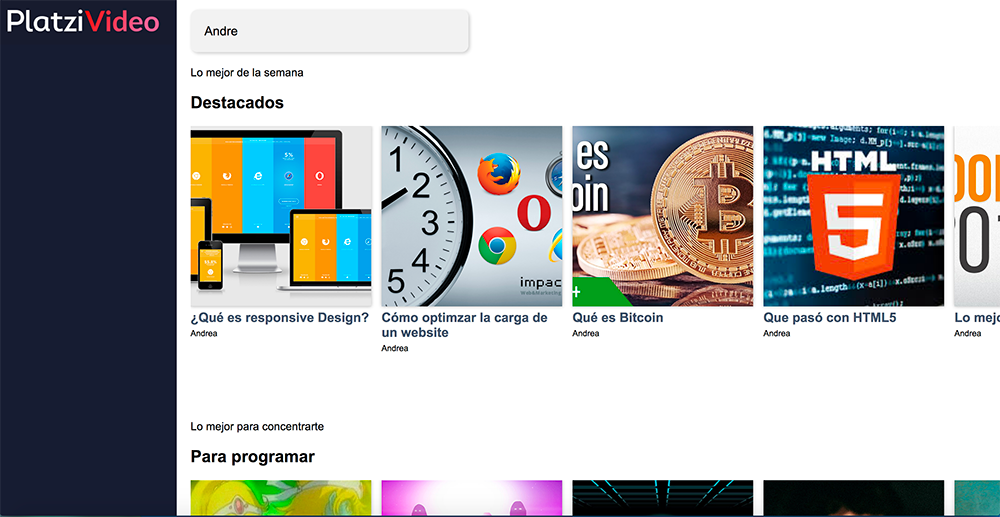 PlatziVideo
Andre
Lo mejor de la semana
Destacados
5%
1
2
3
4
5
impac
es
oin
+
HTML
5
¿Qué es responsive Design?
Andrea
Cómo optimzar la carga de
un website
Andrea
Qué es Bitcoin
Andrea
Que pasó con HTML5
Andrea
Lo mejo
Andrea
Lo mejor para concentrarte
Para programar